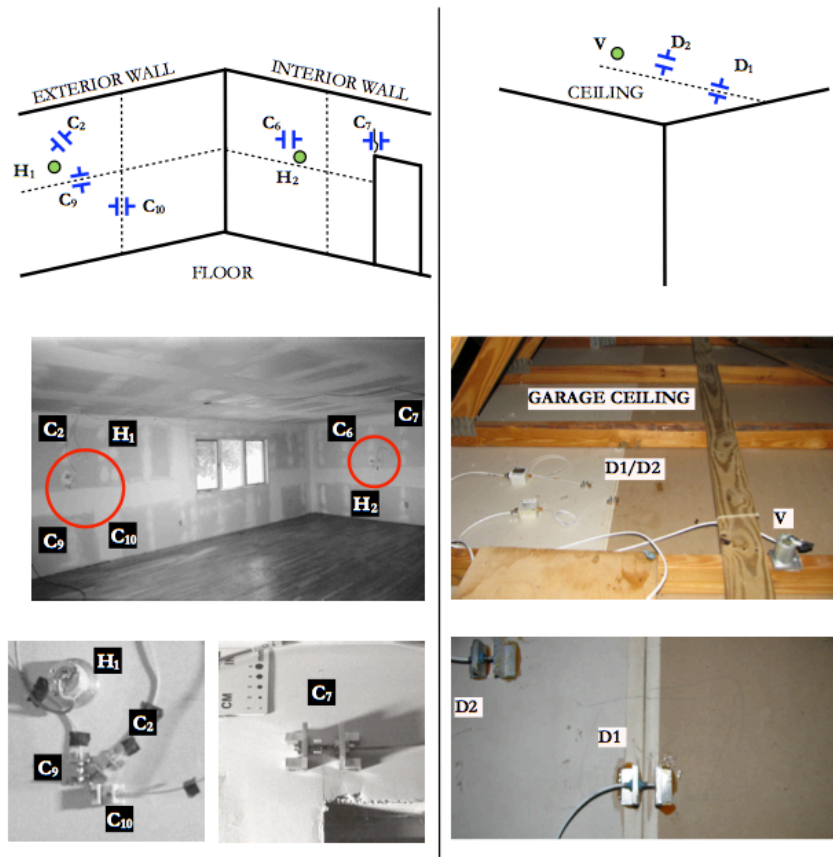 EXTERIOR WALL
INTERIOR WALL
C2
H1
C9
C10
C6
H2
C7
FLOOR
V
D2
D1
CEILING
C2
H1
C6
C7
C9
C10
H2
GARAGE CEILING
D1/D2
V
H1
C2
C9
C10
CM
C7
D2
D1